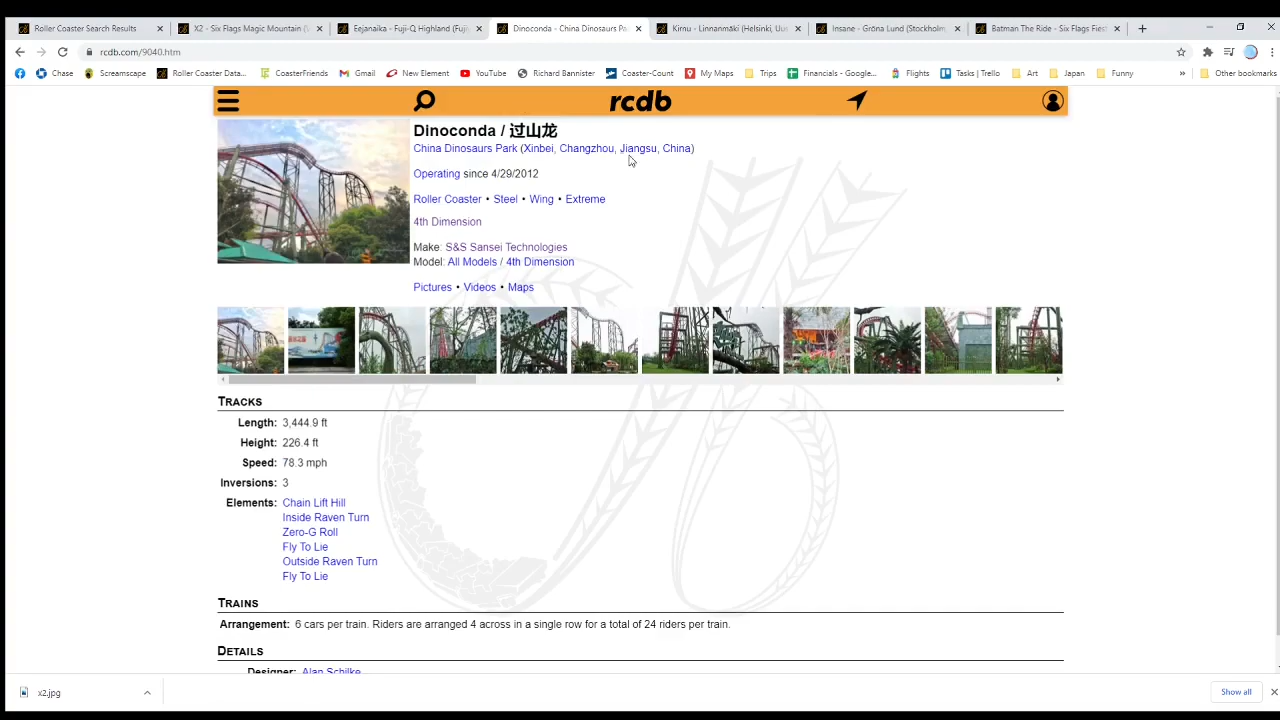 Roller Coaster Search Results
X2 - Six Flags Magic Mountain (V
Eejanaika - Fuji-Q Highland (Fuji
Dinoconda - China Dinosaurs Pa
Kirnu - Linnanmäki (Helsinki, Uus
Insane - Gröna Lund (Stockholm,
Batman The Ride - Six Flags Fiest
rcdb.com/9040.htm
Chase
Screamscape
Roller Coaster Data...
CoasterFriends
Gmail
New Element
YouTube
Richard Bannister
Coaster-Count
My Maps
Trips
Financials - Google...
Flights
Tasks | Trello
Art
Japan
Funny
»
Other bookmarks
rcdb
Dinoconda / 过山龙
China Dinosaurs Park (Xinbei, Changzhou, Jiangsu, China)
Operating since 4/29/2012
Roller Coaster • Steel • Wing • Extreme
4th Dimension
Make: S&S Sansei Technologies
Model: All Models / 4th Dimension
Pictures • Videos • Maps
TRACKS
Length: 3,444.9 ft
Height: 226.4 ft
Speed: 78.3 mph
Inversions: 3
Elements: Chain Lift Hill
Inside Raven Turn
Zero-G Roll
Fly To Lie
Outside Raven Turn
Fly To Lie
TRAINS
Arrangement: 6 cars per train. Riders are arranged 4 across in a single row for a total of 24 riders per train.
DETAILS
Designer: Alan Schilke
x2.jpg
Show all